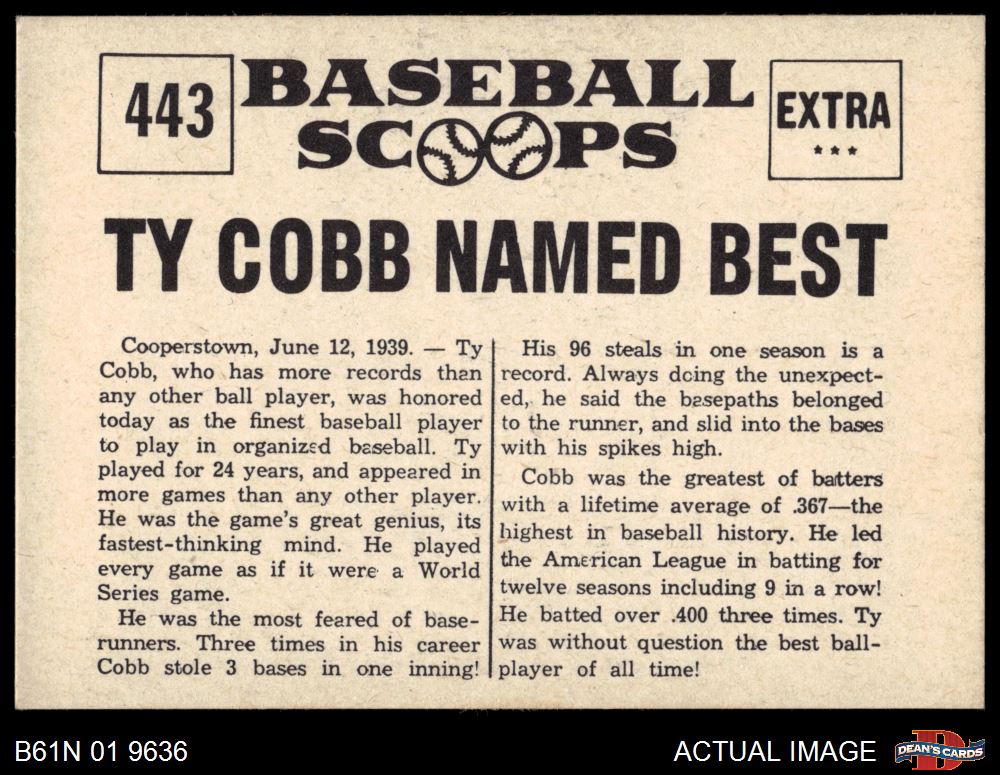 443
BASEBALL
SCOOPS
EXTRA
***
TY COBB NAMED BEST
Cooperstown, June 12, 1939. — Ty
Cobb, who has more records than
any other ball player, was honored
today as the finest baseball player
to play in organized baseball. Ty
played for 24 years, and appeared in
more games than any other player.
He was the game's great genius, its
fastest-thinking mind. He played
every game as if it were a World
Series game.
He was the most feared of base-
runners. Three times in his career
Cobb stole 3 bases in one inning!
His 96 steals in one season is a
record. Always doing the unexpect-
ed, he said the basepaths belonged
to the runner, and slid into the bases
with his spikes high.
Cobb was the greatest of batters
with a lifetime average of .367—the
highest in baseball history. He led
the American League in batting for
twelve seasons including 9 in a row!
He batted over .400 three times. Ty
was without question the best ball-
player of all time!
B61N 01 9636
ACTUAL IMAGE
DEAN'S CARDS